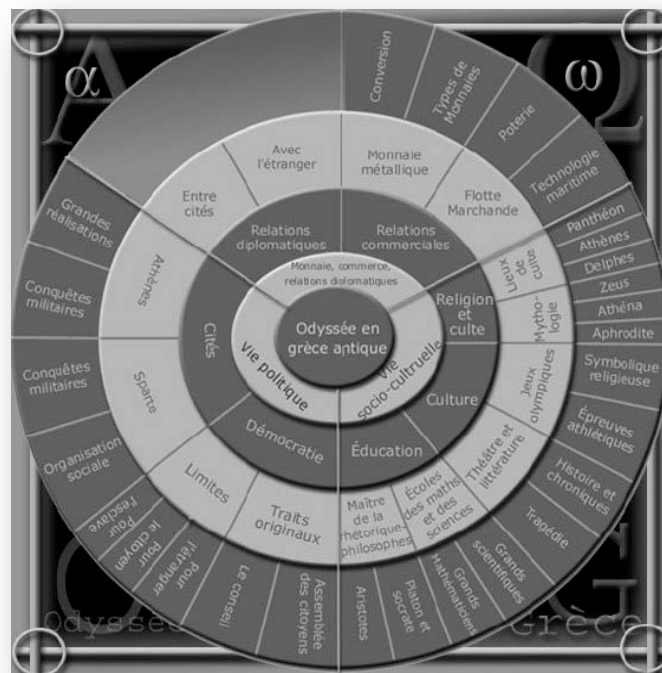 α
ω
A
Ω
Conversion
Types de
Monnaies
Poterie
Technologie
maritime
Panthéon
Athènes
Delphes
Zeus
Athéna
Aphrodite
Symbolique
religieuse
Épreuves
athlétiques
Histoire et
chroniques
Tragédie
Grands
scientifiques
Grands
Mathématiciens
Platon et
socrate
Aristotes
Assemblée
des citoyens
Le conseil
Pour
l'étranger
Pour
le citoyen
Pour
l'esclave
Organisation
sociale
Conquêtes
militaires
Conquêtes
militaires
Grandes
réalisations
Entre
cités
Avec
l'étranger
Monnaie
métallique
Flotte
Marchande
Lieux
de
culte
Mytho-
logie
Jeux
olympiques
Théâtre et
littérature
Écoles
des maths
et des
sciences
Maître
de la
rhétorique-
philosophes
Traits
originaux
Limites
Sparte
Athènes
Relations
diplomatiques
Relations
commerciales
Religion
et
culte
Culture
Éducation
Démocratie
Cités
Monnaie, commerce,
relations diplomatiques
Vie
socio-cultruelle
Vie politique
Odyssée en
grèce antique
Odyssée
Grèce
O
G